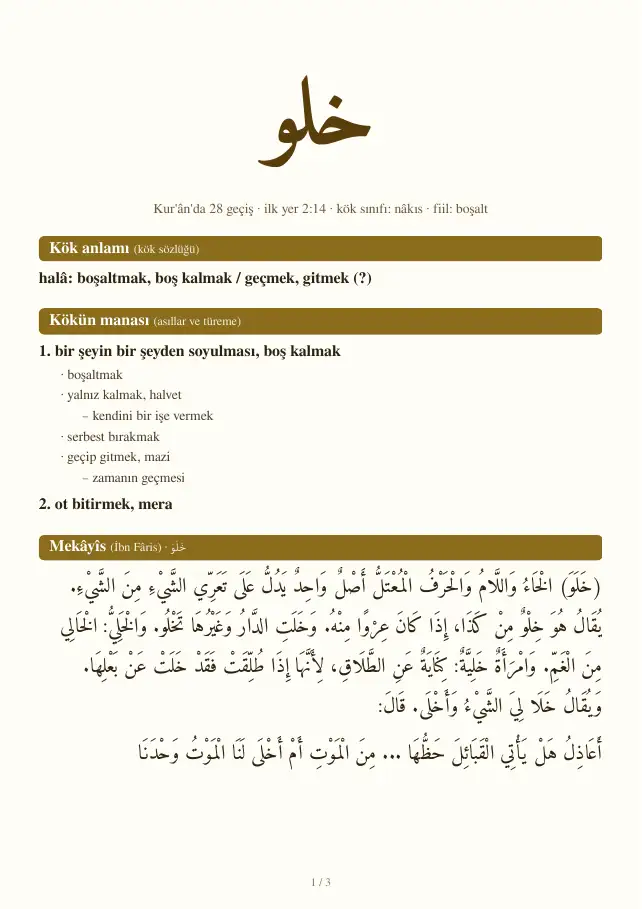 خلو
Kur'ân'da 28 geçiş · ilk yer 2:14 · kök sınıfı: nâkıs · fiil: boşalt
Kök anlamı (kök sözlüğü)
halâ: boşaltmak, boş kalmak / geçmek, gitmek (?)
Kökün manası (asıllar ve türeme)
1. bir şeyin bir şeyden soyulması, boş kalmak
· boşaltmak
· yalnız kalmak, halvet
– kendini bir işe vermek
· serbest bırakmak
· geçip gitmek, mazi
– zamanın geçmesi
2. ot bitirmek, mera
Mekâyîs (İbn Fâris) · خَلَوَ
(خَلَوَ) الْخَاءُ وَاللَّامُ وَالْحَرْفُ الْمُعْتَلُّ أَصْلٌ وَاحِدٌ يَدُلُّ عَلَى تَعَرِّي الشَّيْءِ مِنَ الشَّيْءِ.
يُقَالُ هُوَ خِلْوٌ مِنْ كَذَا، إِذَا كَانَ عِرْوًا مِنْهُ. وَخَلَتِ الدَّارُ وَغَيْرُهَا تَخْلُو. وَالْخَلِيُّ: الْخَالِي
مِنَ الْغَمِّ. وَامْرَأَةٌ خَلِيَّةٌ: كِنَايَةٌ عَنِ الطَّلَاقِ، لِأَنَّهَا إِذَا طُلِّقَتْ فَقَدْ خَلَتْ عَنْ بَعْلِهَا.
وَيُقَالُ خَلَا لِيَ الشَّيْءُ وَأَخْلَى. قَالَ:
أَعَاذِلُ هَلْ يَأْتِي الْقَبَائِلَ حَظُّهَا ... مِنَ الْمَوْتِ أَمْ أَخْلَى لَنَا الْمَوْتُ وَحْدَنَا
1 / 3